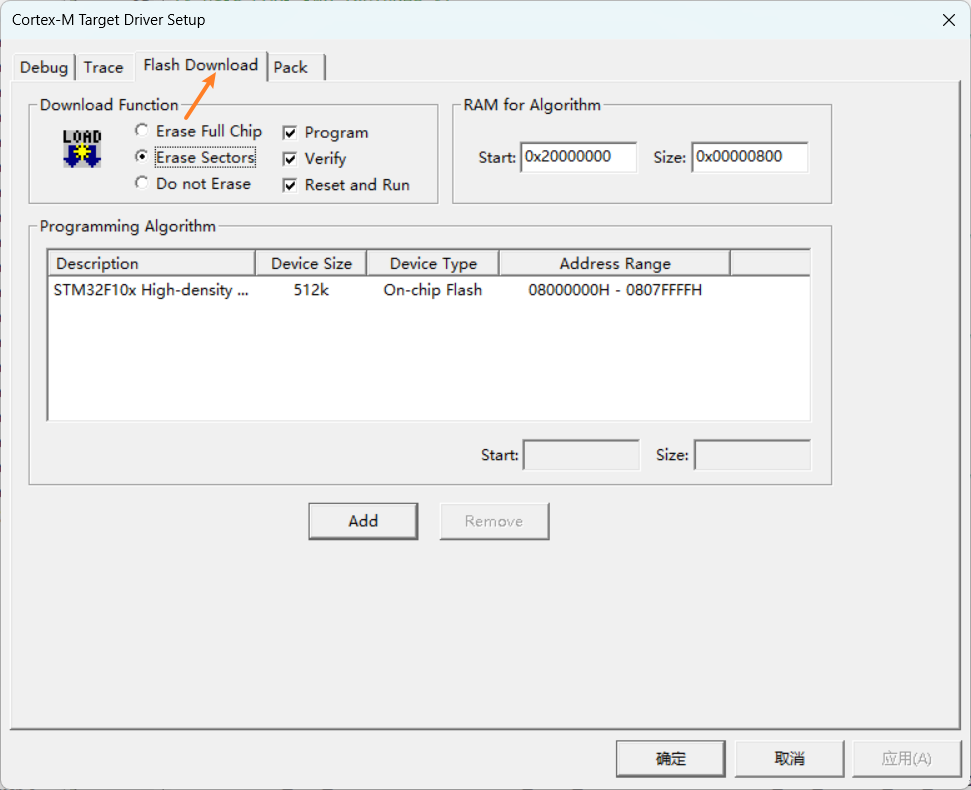 Cortex-M Target Driver Setup
Debug Trace Flash Download Pack
Download Function
LOAD
Erase Full Chip
Erase Sectors
Do not Erase
Program
Verify
Reset and Run
RAM for Algorithm
Start: 0x20000000 Size: 0x00000800
Programming Algorithm
Description Device Size Device Type Address Range
STM32F10x High-density ... 512k On-chip Flash 08000000H - 0807FFFFH
Start: Size:
Add Remove
确定 取消 应用(A)